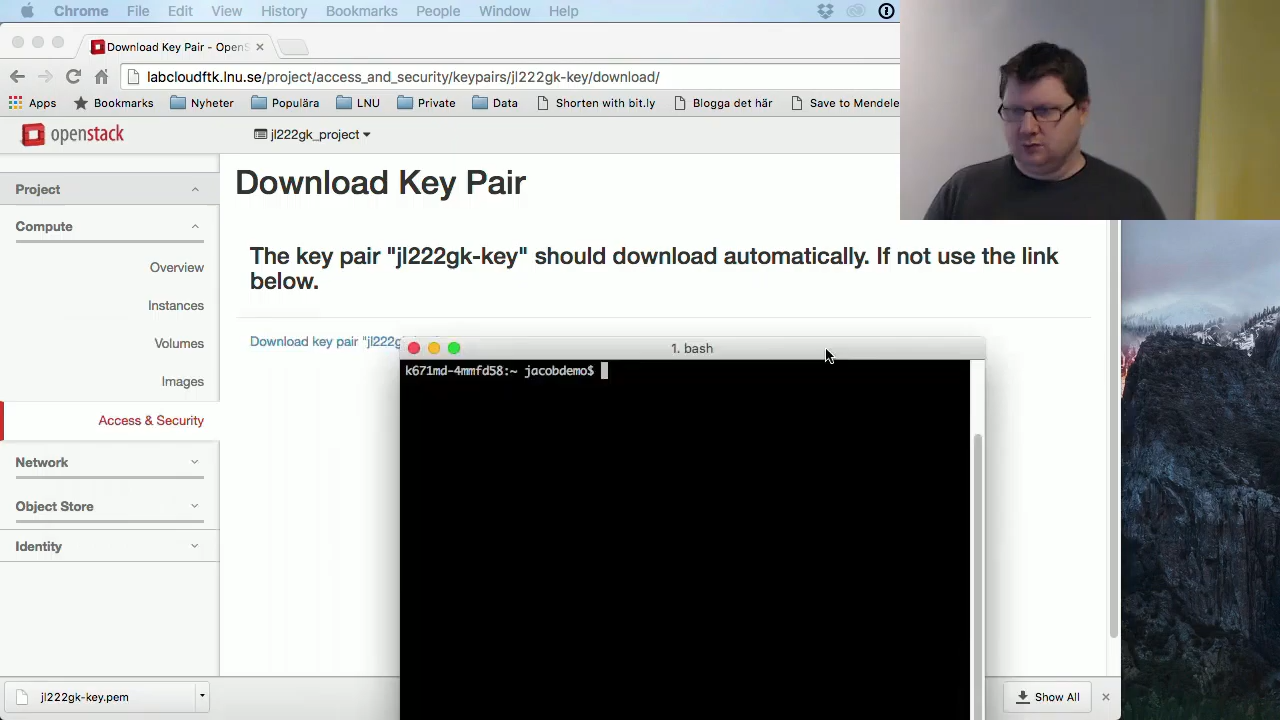 Chrome File Edit View History Bookmarks People Window Help
Download Key Pair - OpenS
labcloudftk.lnu.se/project/access_and_security/keypairs/jl222gk-key/download/
Apps Bookmarks Nyheter Populära LNU Private Data Shorten with bit.ly Blogga det här Save to Mendele
openstack jl222gk_project
Project
Compute
Overview
Instances
Volumes
Images
Access & Security
Network
Object Store
Identity
Download Key Pair
The key pair "jl222gk-key" should download automatically. If not use the link
below.
Download key pair "jl222g
1. bash
k671md-4mmfd58:~ jacobdemo$
jl222gk-key.pem
Show All